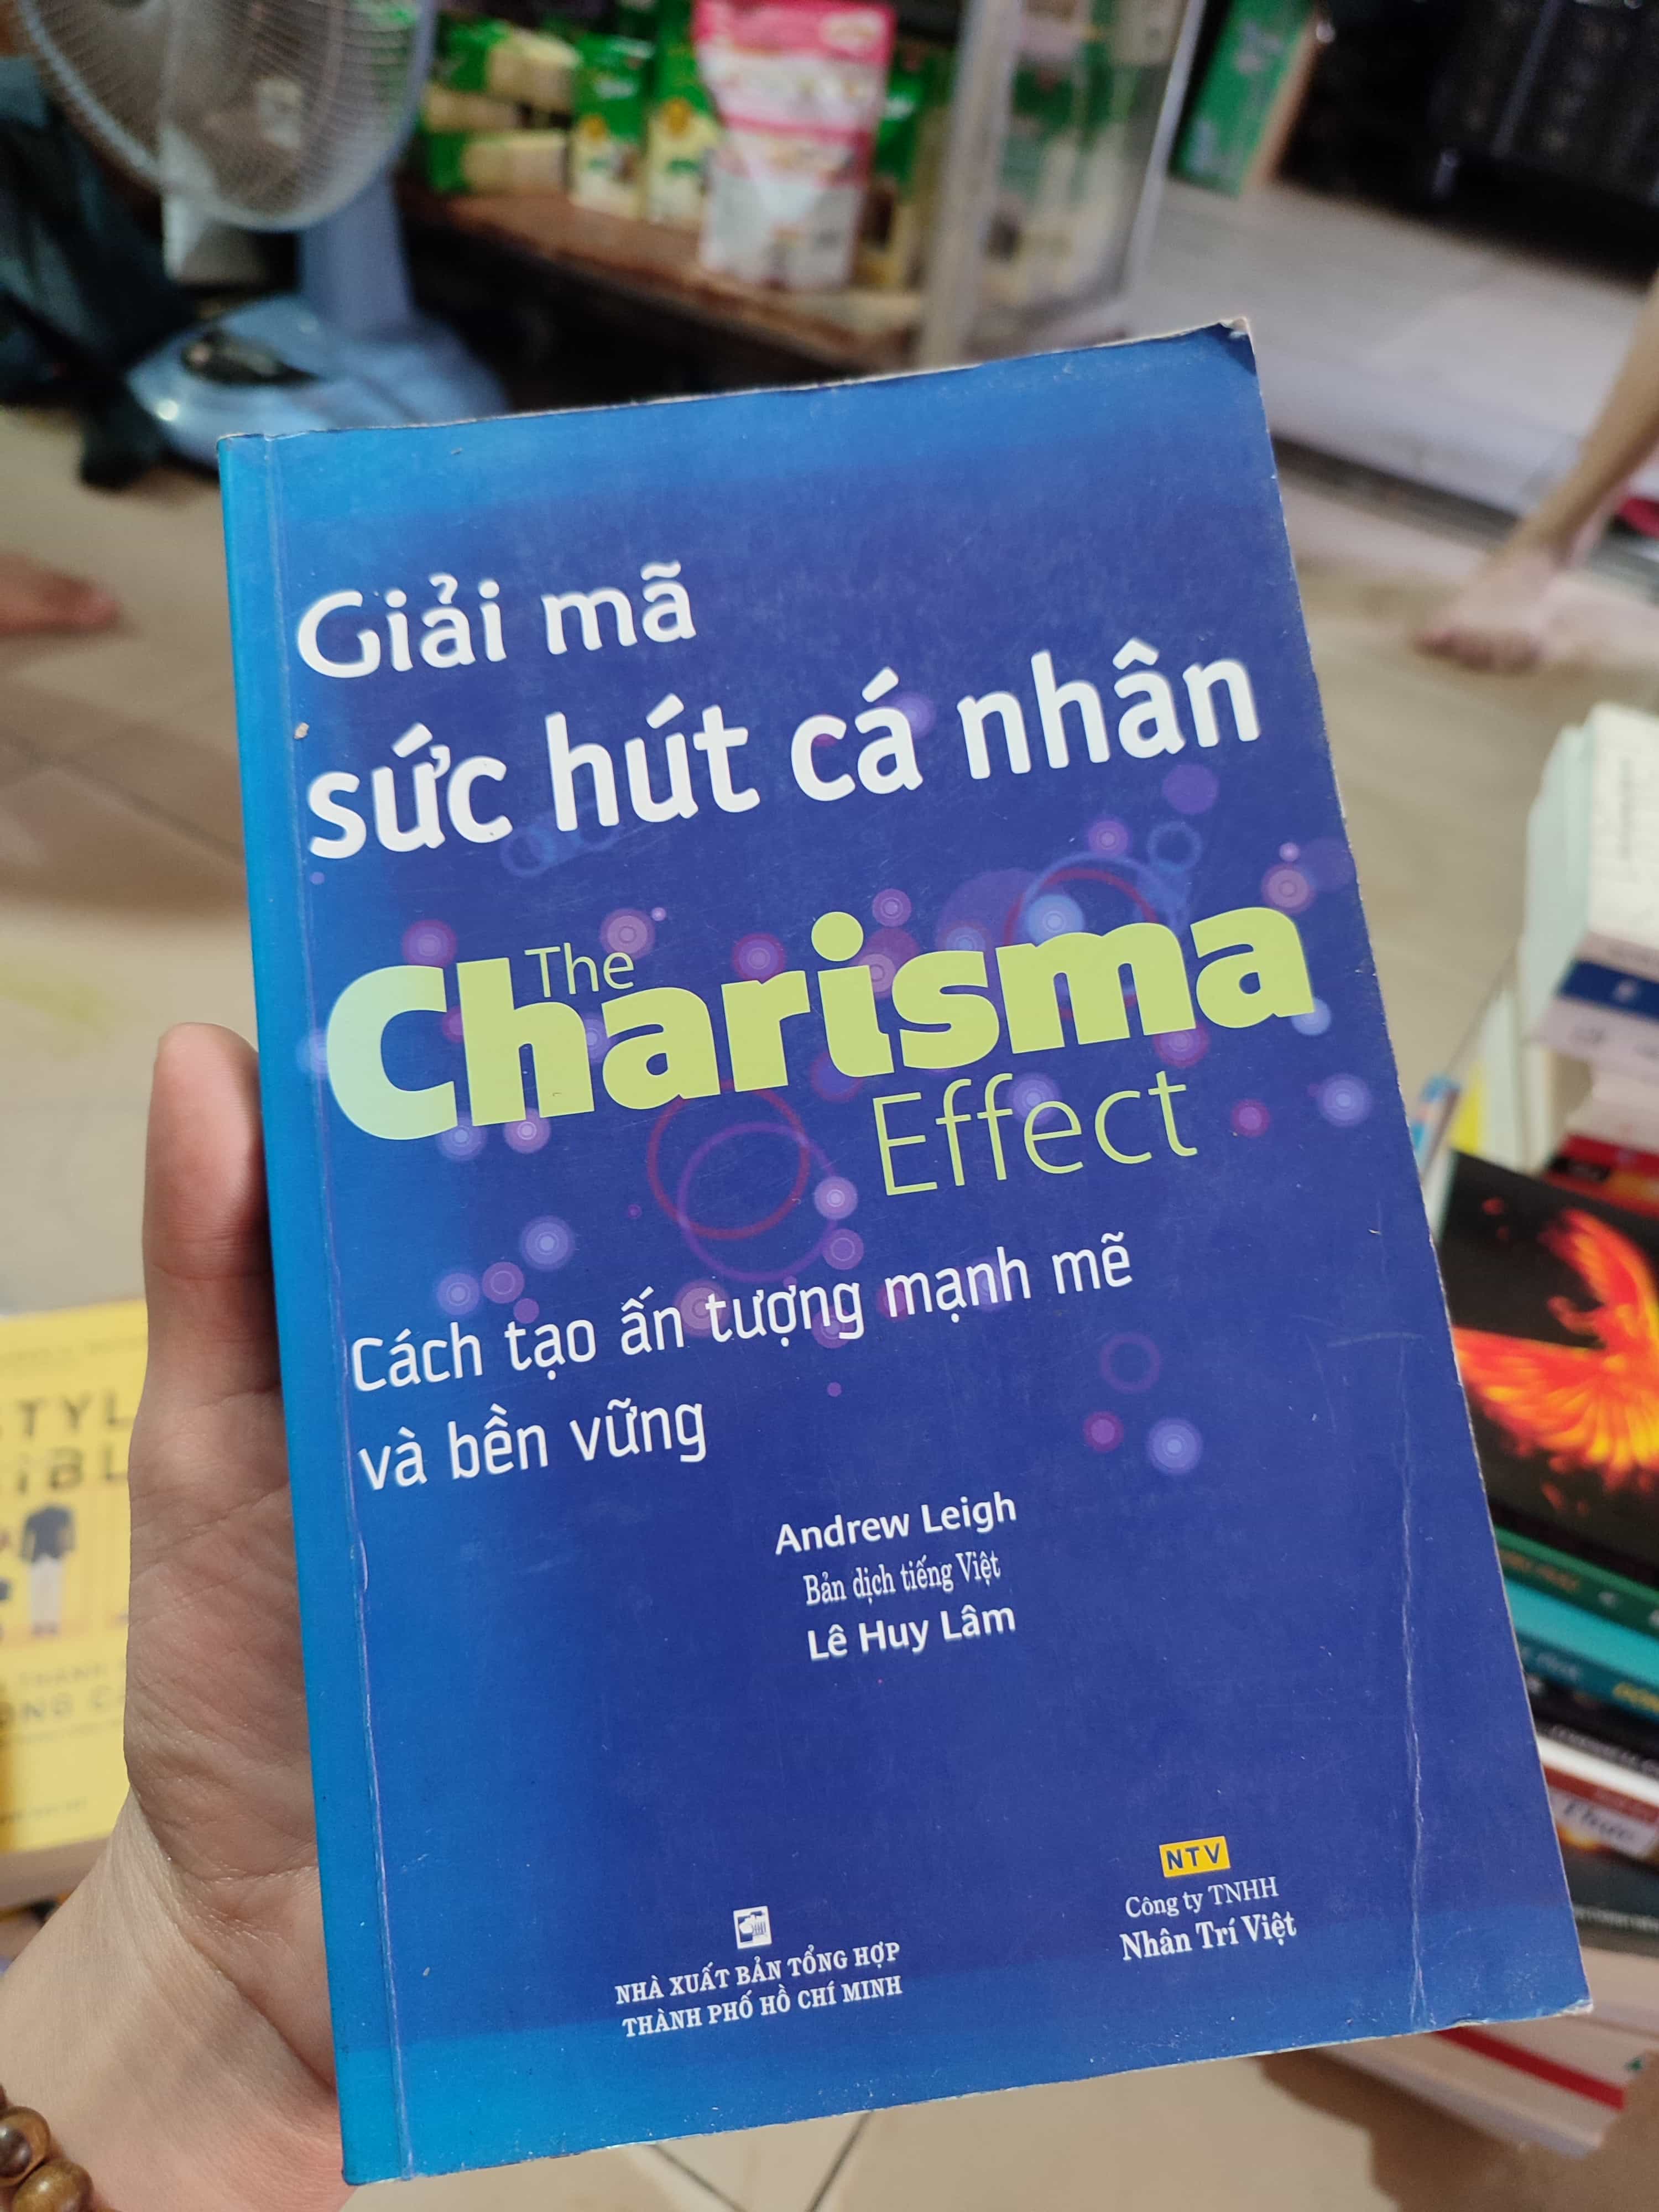 Giải mã
sức hút cá nhân
The
Charisma
Effect
Cách tạo ấn tượng mạnh mẽ
và bền vững
Andrew Leigh
Bản dịch tiếng Việt
Lê Huy Lâm
NTV
Công ty TNHH
Nhân Trí Việt
NHÀ XUẤT BẢN TỔNG HỢP
THÀNH PHỐ HỒ CHÍ MINH